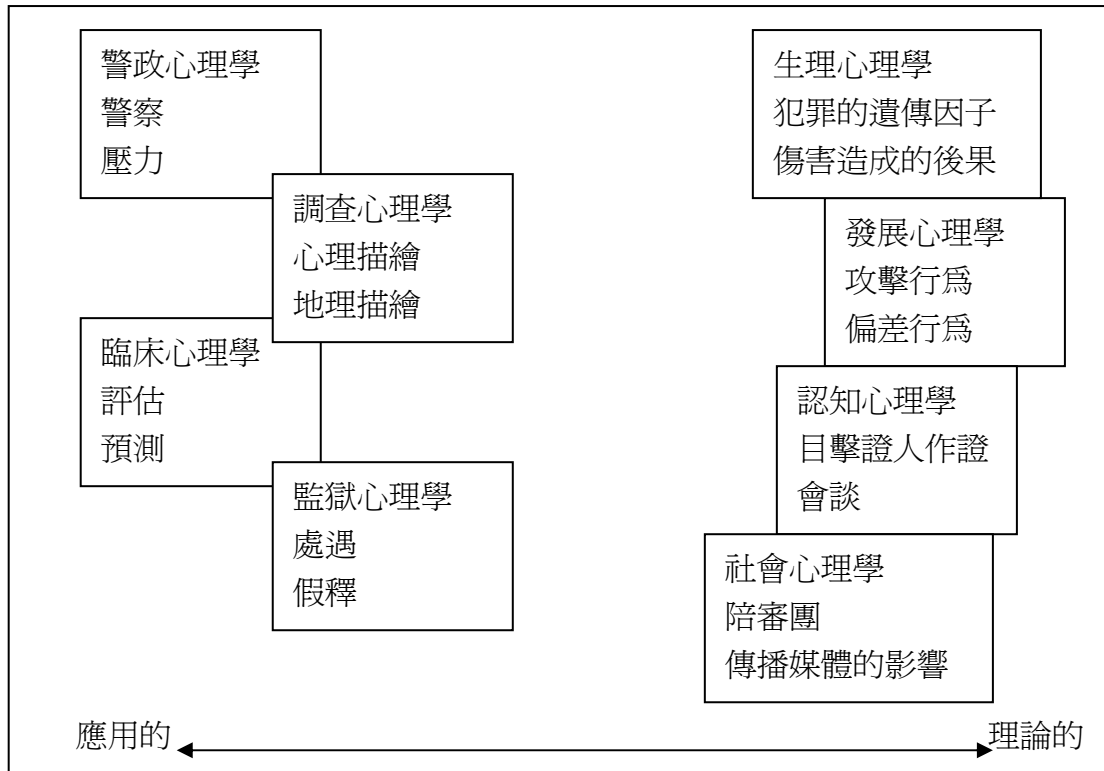 警政心理學
警察
壓力
調查心理學
心理描繪
地理描繪
臨床心理學
評估
預測
監獄心理學
處遇
假釋
生理心理學
犯罪的遺傳因子
傷害造成的後果
發展心理學
攻擊行為
偏差行為
認知心理學
目擊證人作證
會談
社會心理學
陪審團
傳播媒體的影響
應用的
理論的